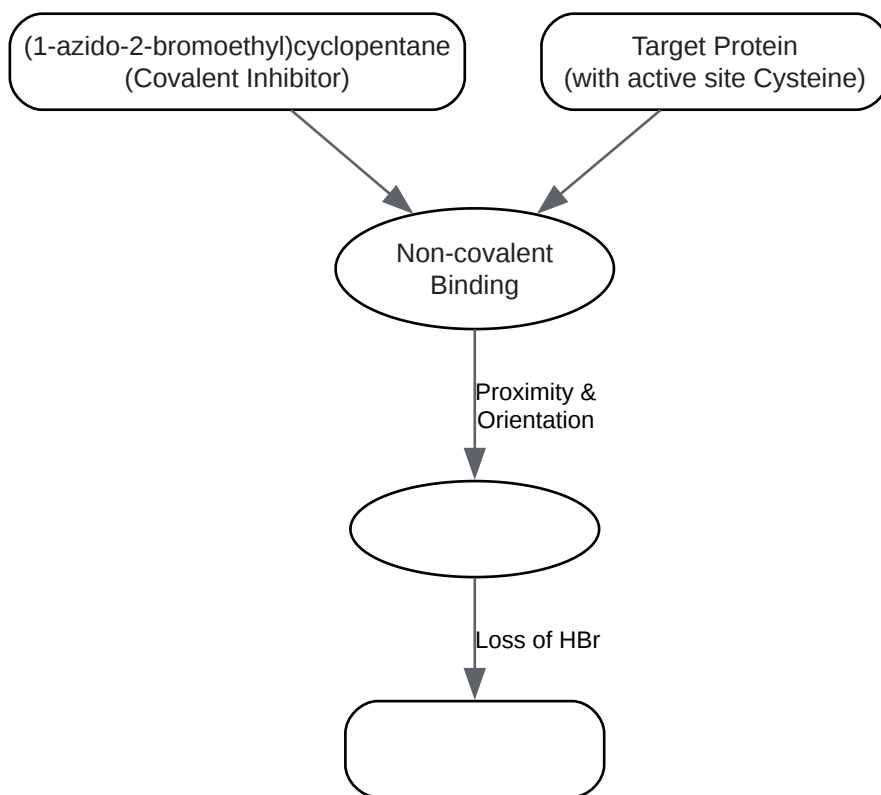 (1-azido-2-bromoethyl)cyclopentane
(Covalent Inhibitor)
Target Protein
(with active site Cysteine)
Non-covalent
Binding
Proximity &
Orientation
Loss of HBr